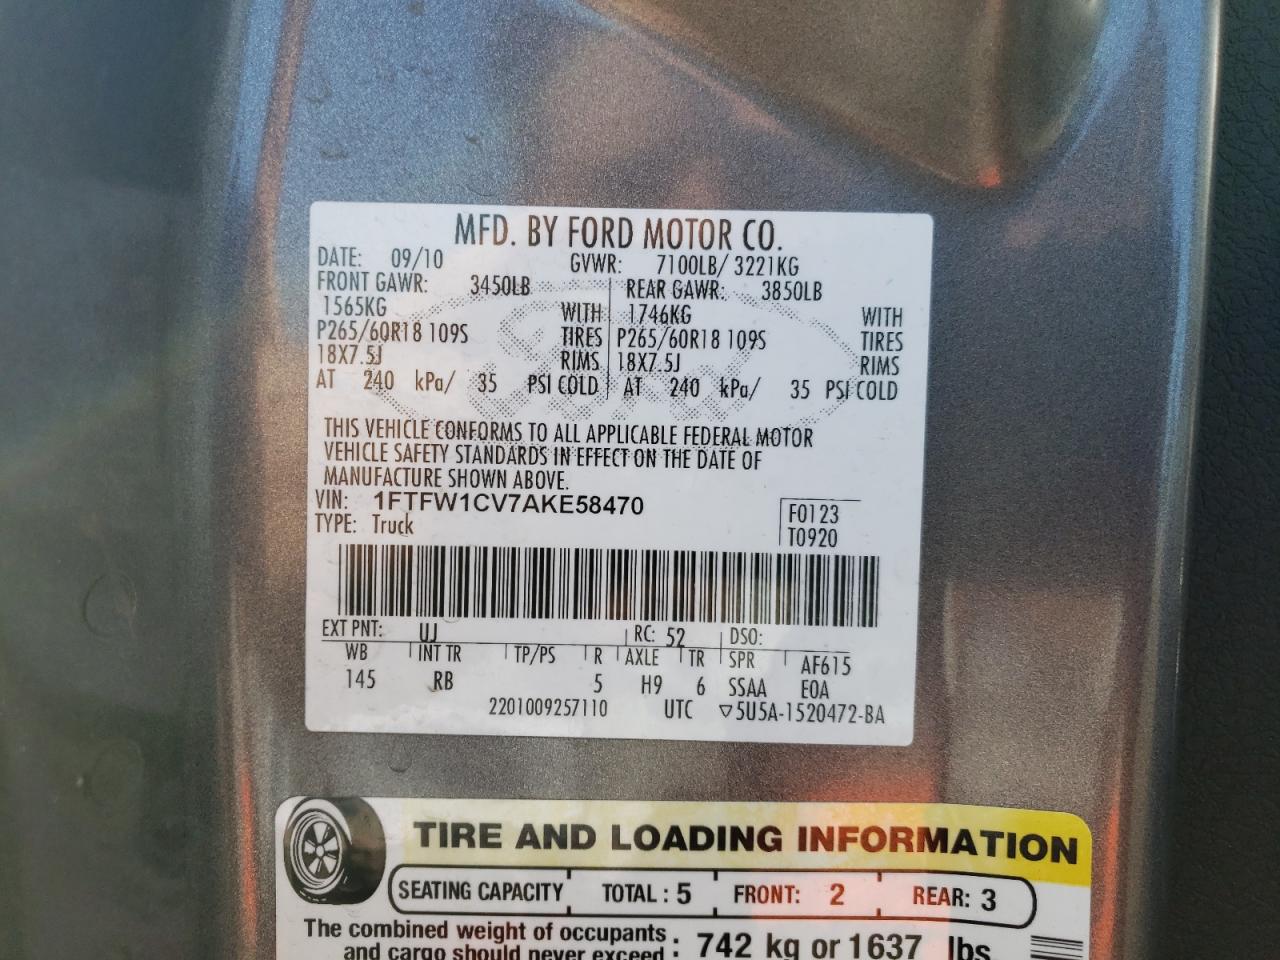 MFD. BY FORD MOTOR CO.
DATE: 09/10 GVWR: 7100LB/ 3221KG
FRONT GAWR: 3450LB REAR GAWR: 3850LB
1565KG WITH 1746KG WITH
P265/60R18 109S TIRES P265/60R18 109S TIRES
18X7.5J RIMS 18X7.5J RIMS
AT 240 kPa/ 35 PSI COLD AT 240 kPa/ 35 PSI COLD
THIS VEHICLE CONFORMS TO ALL APPLICABLE FEDERAL MOTOR
VEHICLE SAFETY STANDARDS IN EFFECT ON THE DATE OF
MANUFACTURE SHOWN ABOVE.
VIN: 1FTFW1CV7AKE58470
F0123
TYPE: Truck
T0920
EXT PNT: UJ RC: 52 DSO:
WB INT TR TP/PS R AXLE TR SPR AF615
145 RB 5 H9 6 SSAA E0A
2201009257110 UTC ▽5U5A-1520472-BA
TIRE AND LOADING INFORMATION
SEATING CAPACITY TOTAL : 5 FRONT: 2 REAR: 3
The combined weight of occupants
and cargo should never exceed : 742 kg or 1637 lbs.